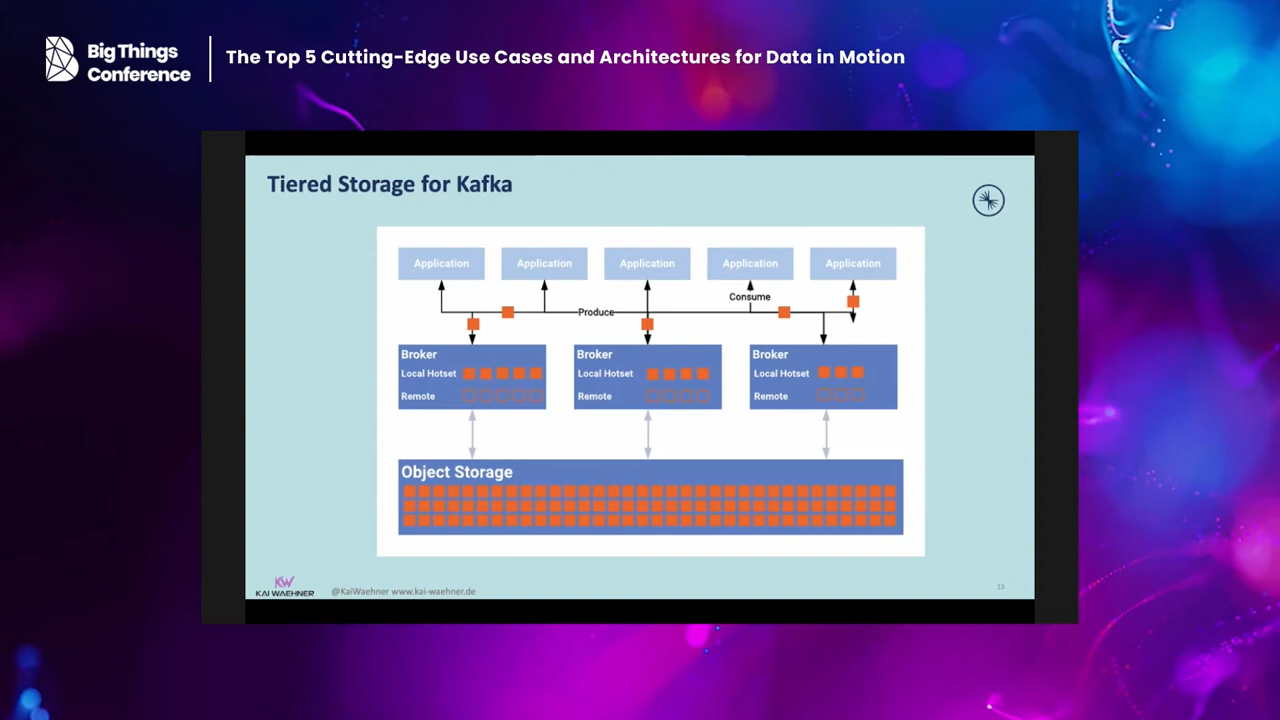 Big Things
Conference
The Top 5 Cutting-Edge Use Cases and Architectures for Data in Motion
Tiered Storage for Kafka
Application
Application
Application
Application
Application
Consume
Produce
Broker
Local Hotset
Remote
Broker
Local Hotset
Remote
Broker
Local Hotset
Remote
Object Storage
KW
KAI WAEHNER
@KaiWaehner www.kai-waehner.de
13